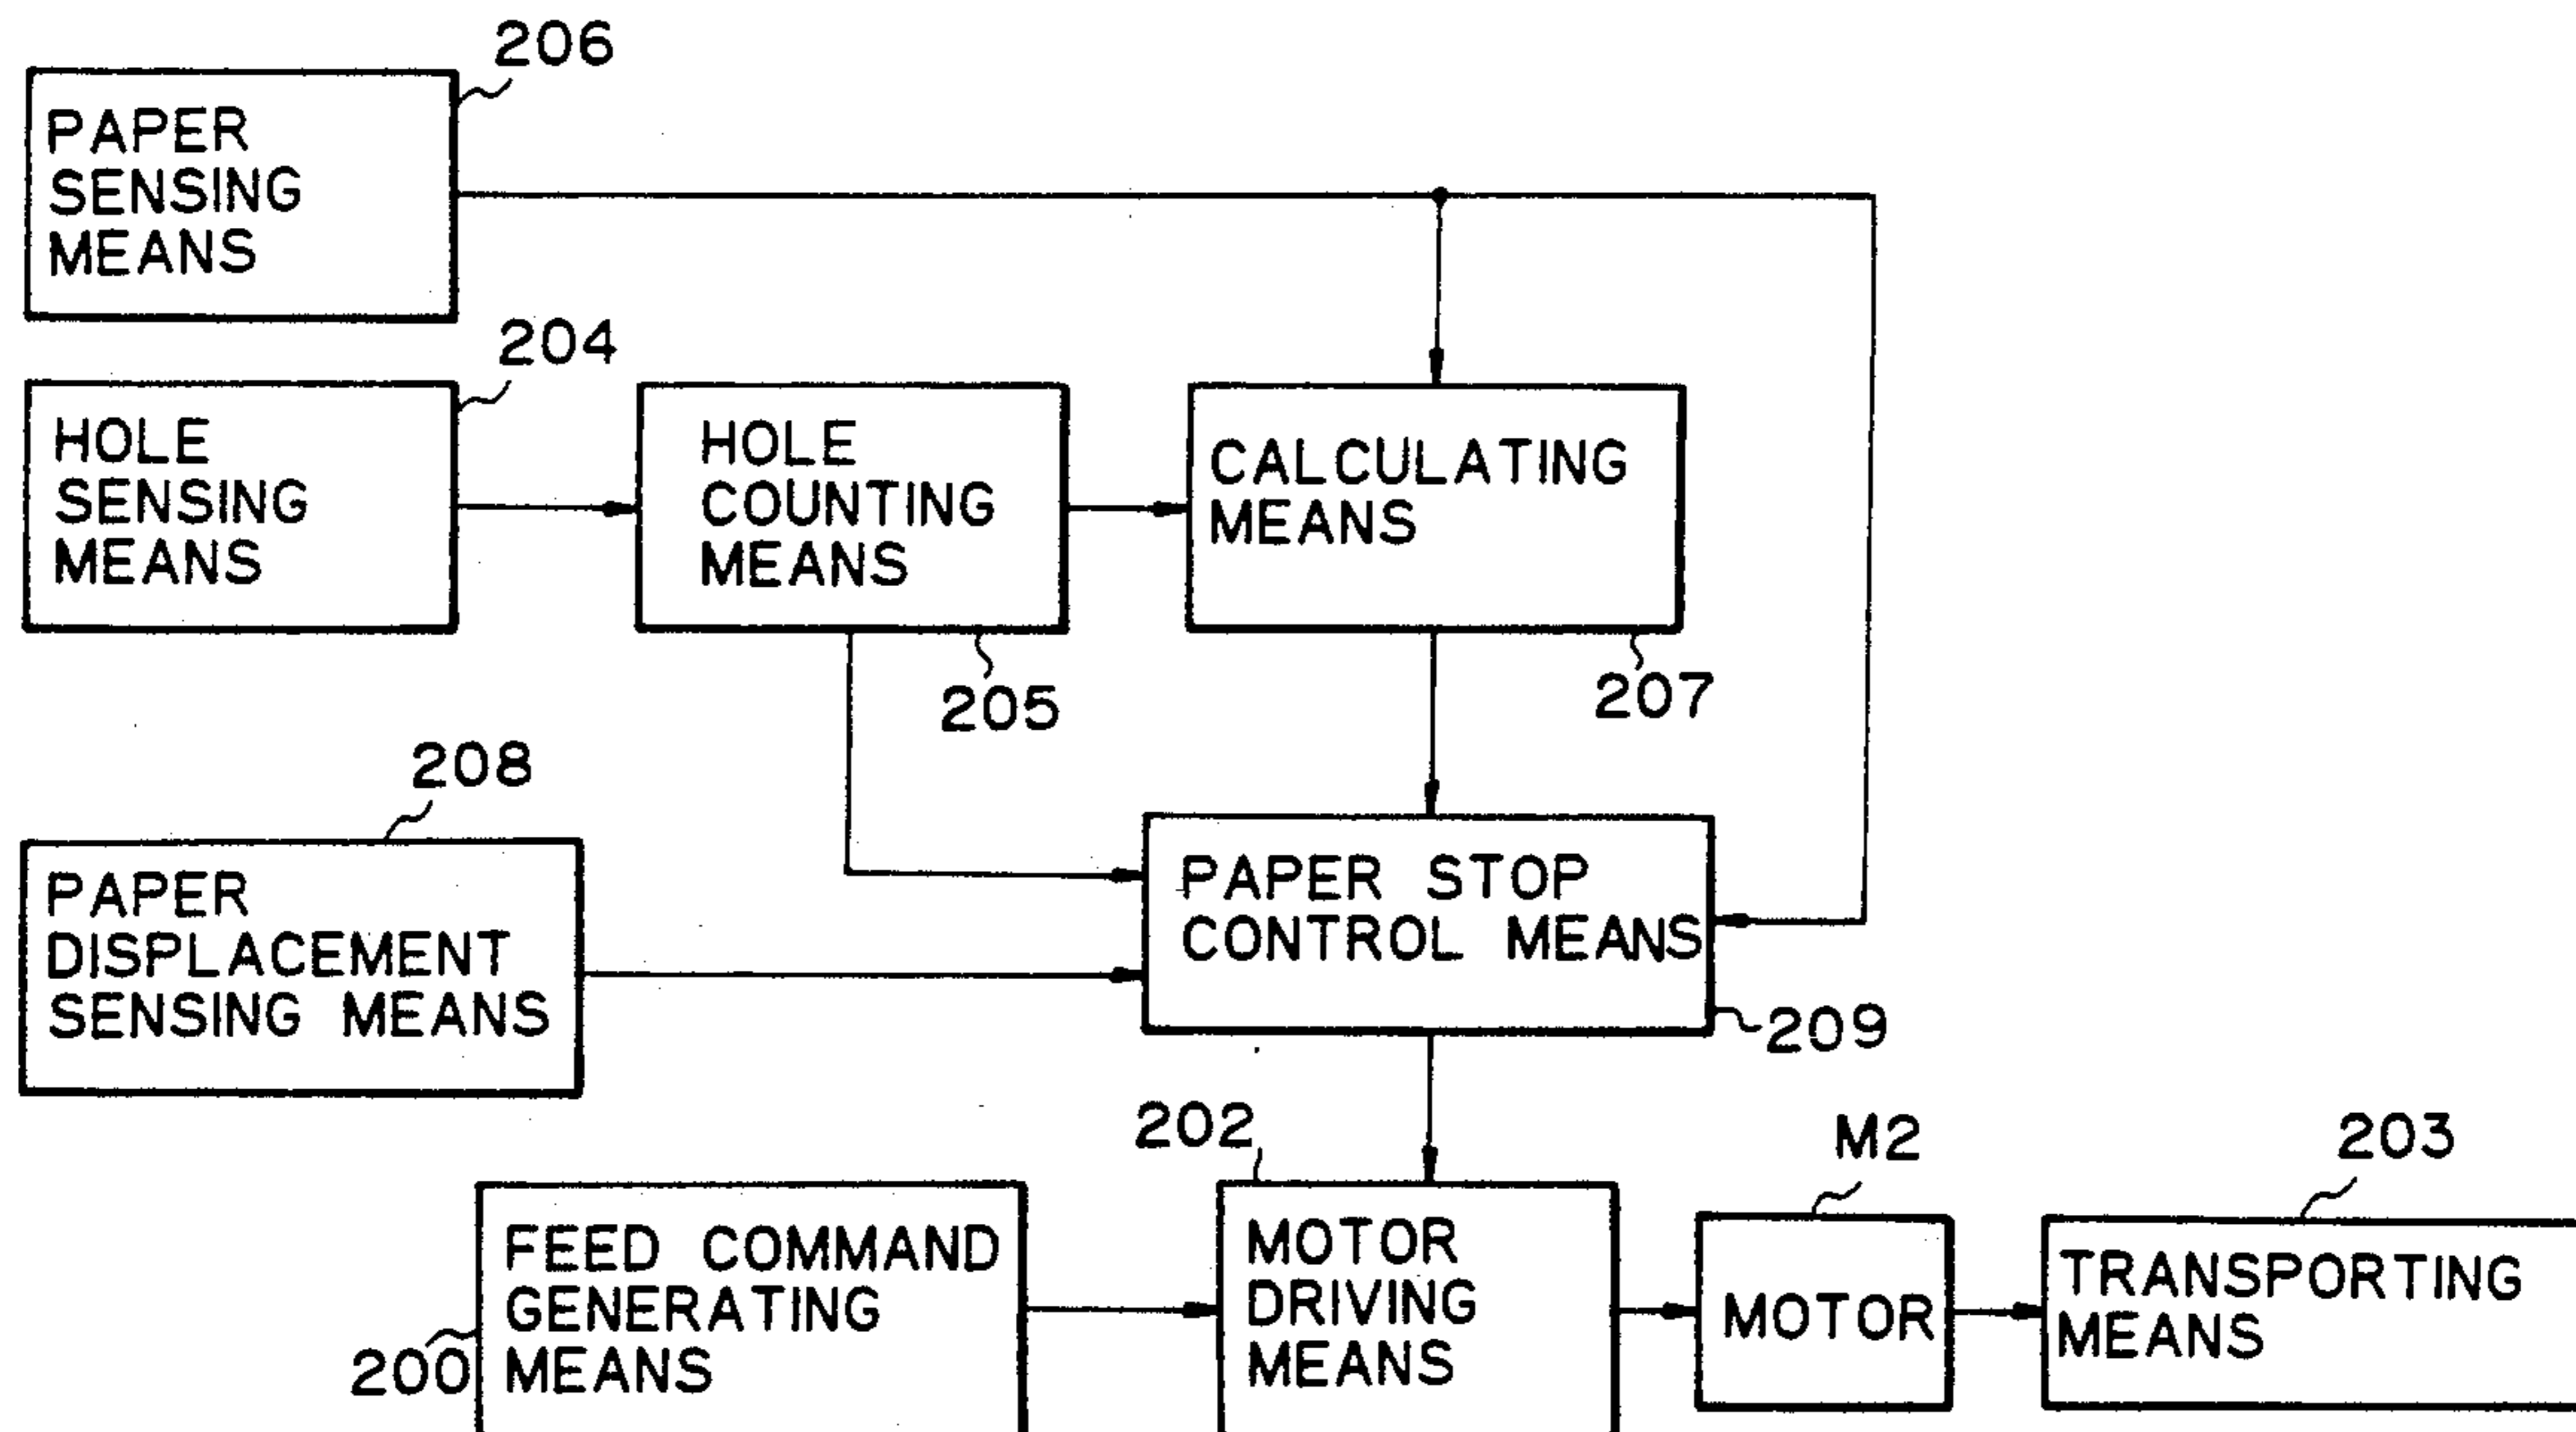 206
PAPER
SENSING
MEANS
204
HOLE
SENSING
MEANS
HOLE
COUNTING
MEANS
205
CALCULATING
MEANS
207
208
PAPER
DISPLACEMENT
SENSING MEANS
PAPER STOP
CONTROL MEANS
209
200
FEED COMMAND
GENERATING
MEANS
202
MOTOR
DRIVING
MEANS
M2
MOTOR
203
TRANSPORTING
MEANS